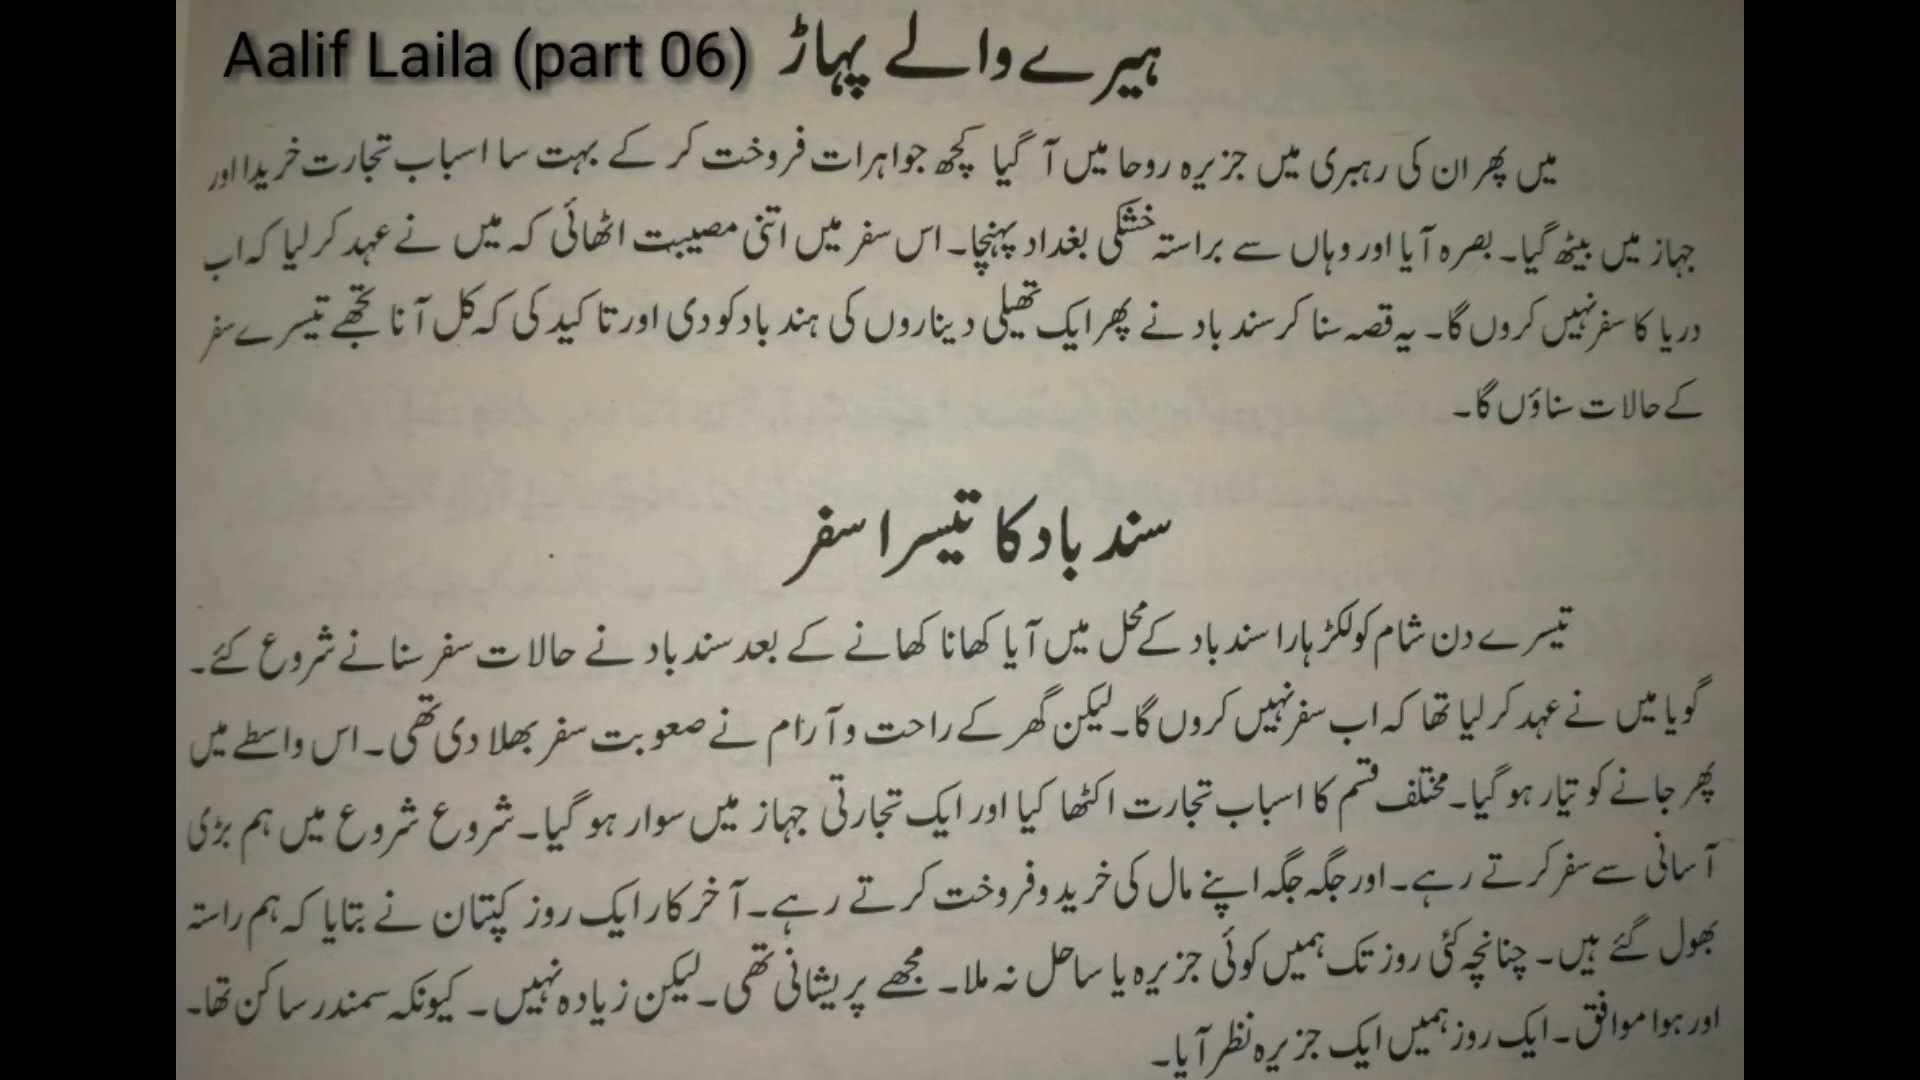 Aalif Laila (part 06) ہیرے والے پہاڑ
میں پھر ان کی رہبری میں جزیرہ روحا میں آ گیا کچھ جواہرات فروخت کر کے بہت سا اسباب تجارت خریدا اور
جہاز میں بیٹھ گیا۔ بصرہ آیا اور وہاں سے براستہ خشکی بغداد پہنچا۔ اس سفر میں اتنی مصیبت اٹھائی کہ میں نے عہد کر لیا کہ اب
دریا کا سفر نہیں کروں گا۔ یہ قصہ سنا کر سند باد نے پھر ایک تھیلی دیناروں کی ہند باد کو دی اور تاکید کی کہ کل آنا تجھے تیسرے سفر
کے حالات سناؤں گا۔
سند باد کا تیسرا سفر
تیسرے دن شام کو لکڑہارا سند باد کے محل میں آیا کھانا کھانے کے بعد سند باد نے حالات سفر سنانے شروع کئے۔
گویا میں نے عہد کر لیا تھا کہ اب سفر نہیں کروں گا۔ لیکن گھر کے راحت و آرام نے صعوبت سفر بھلا دی تھی۔ اس واسطے میں
پھر جانے کو تیار ہو گیا۔ مختلف قسم کا اسباب تجارت اکٹھا کیا اور ایک تجارتی جہاز میں سوار ہو گیا۔ شروع شروع میں ہم بڑی
آسانی سے سفر کرتے رہے۔ اور جگہ جگہ اپنے مال کی خرید و فروخت کرتے رہے۔ آخر کار ایک روز کپتان نے بتایا کہ ہم راستہ
بھول گئے ہیں۔ چنانچہ کئی روز تک ہمیں کوئی جزیرہ یا ساحل نہ ملا۔ مجھے پریشانی تھی۔ لیکن زیادہ نہیں۔ کیونکہ سمندر ساکن تھا۔
اور ہوا موافق۔ ایک روز ہمیں ایک جزیرہ نظر آیا۔